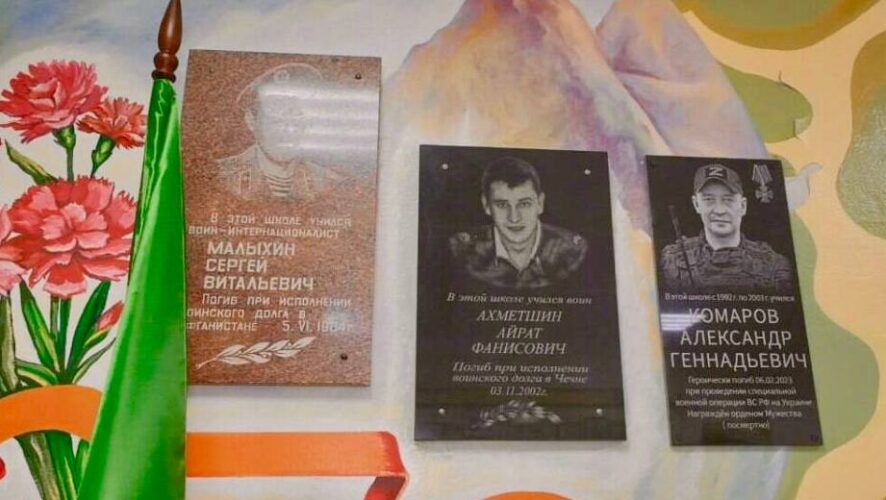 В этой школе учился
воин-интернационалист
Малыхин
Сергей
Витальевич
Погиб при исполнении
воинского долга в
5.VI.1984г.
В этой школе учился воин
АХМЕТШИН
АЙРАТ
ФАНИСОВИЧ
Погиб при исполнении
воинского долга в Чечне
03.11.2002г.
Z
В этой школе с 1992 г. по 2003 г. учился
КОМАРОВ
АЛЕКСАНДР
ГЕННАДЬЕВИЧ
Героически погиб 06.02.2023
при проведении специальной
военной операции ВС РФ на Украине
Награждён орденом Мужества
( посмертно)